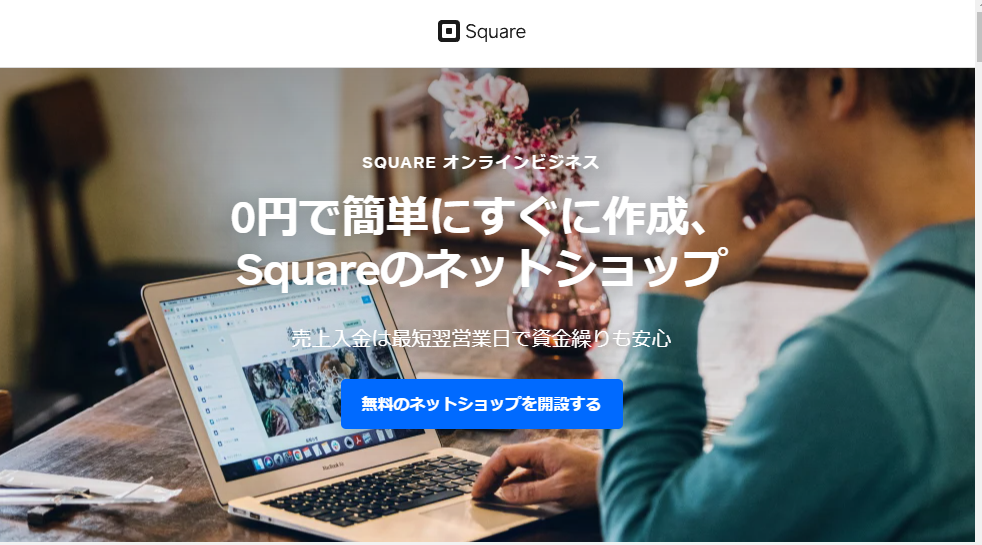 Square
SQUARE オンラインビジネス
0円で簡単にすぐに作成、
Squareのネットショップ
売上入金は最短翌営業日で資金繰りも安心
無料のネットショップを開設する
MacBook Air